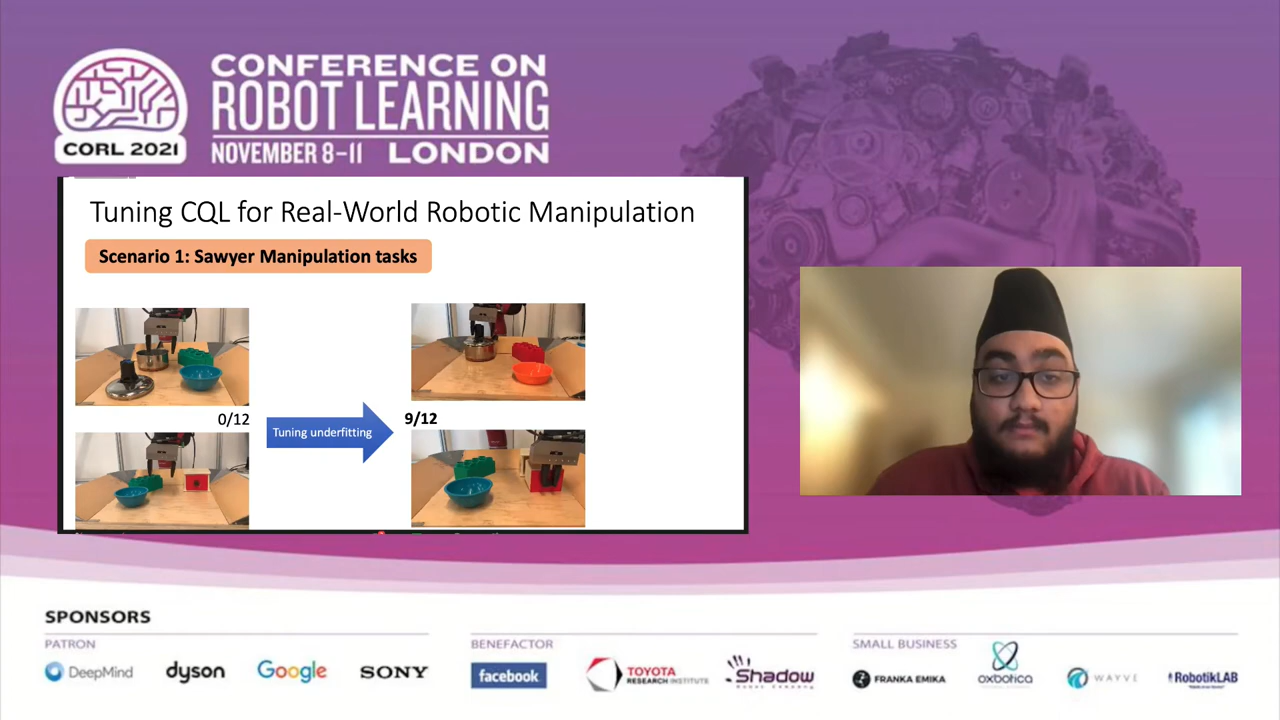 CONFERENCE ON
ROBOT LEARNING
CORL 2021
NOVEMBER 8–11 LONDON
Tuning CQL for Real-World Robotic Manipulation
Scenario 1: Sawyer Manipulation tasks
0/12
Tuning underfitting
9/12
SPONSORS
PATRON
DeepMind
dyson
Google
SONY
BENEFACTOR
facebook
TOYOTA
RESEARCH INSTITUTE
Shadow
SMALL BUSINESS
FRANKA EMIKA
oxbotica
WAYVE
RobotikLAB